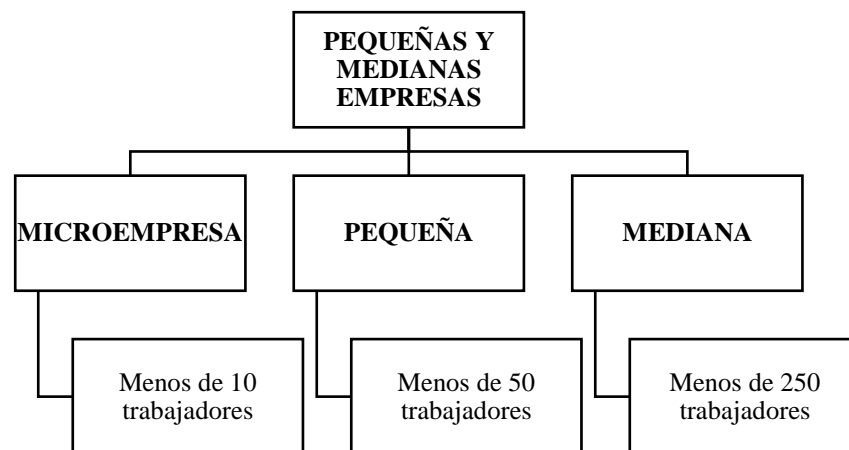 PEQUEÑAS Y
MEDIANAS
EMPRESAS
MICROEMPRESA
PEQUEÑA
MEDIANA
Menos de 10
trabajadores
Menos de 50
trabajadores
Menos de 250
trabajadores